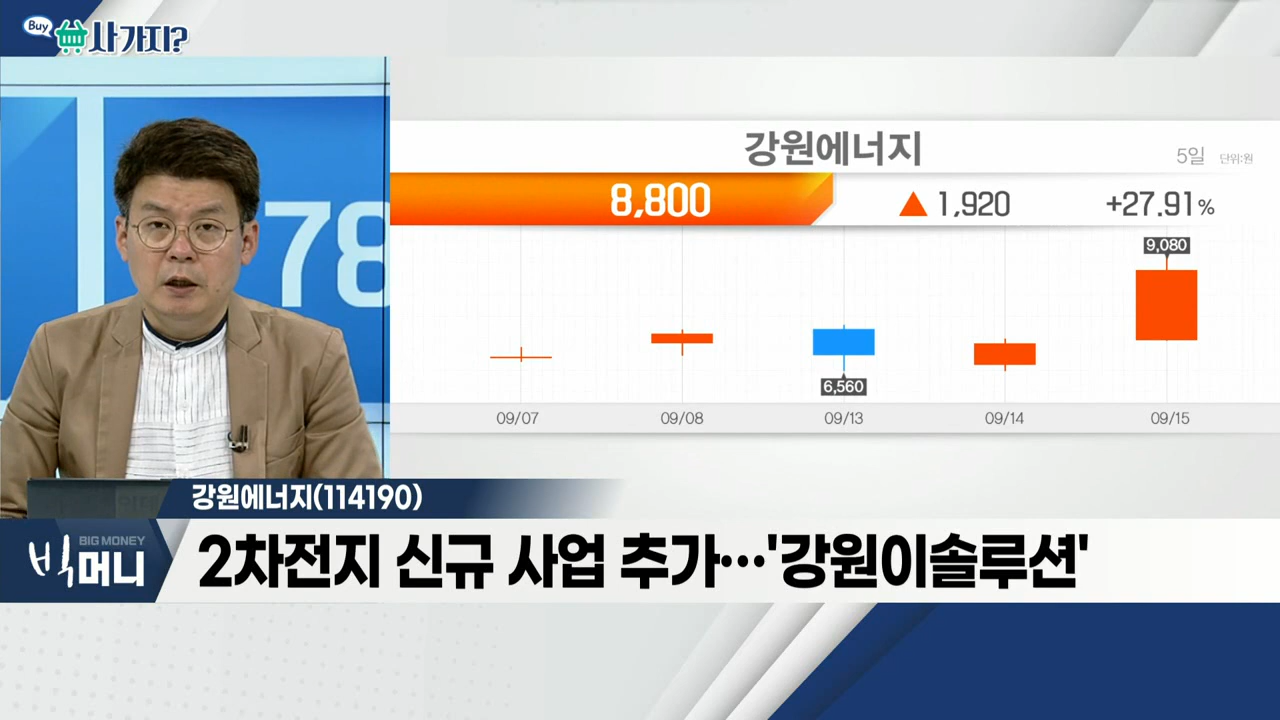 Buy
사가지?
78
강원에너지
5일 단위:원
8,800 ▲ 1,920 +27.91%
9,080
6,560
09/07 09/08 09/13 09/14 09/15
강원에너지(114190)
BIG MONEY
빅머니
2차전지 신규 사업 추가…'강원이솔루션'